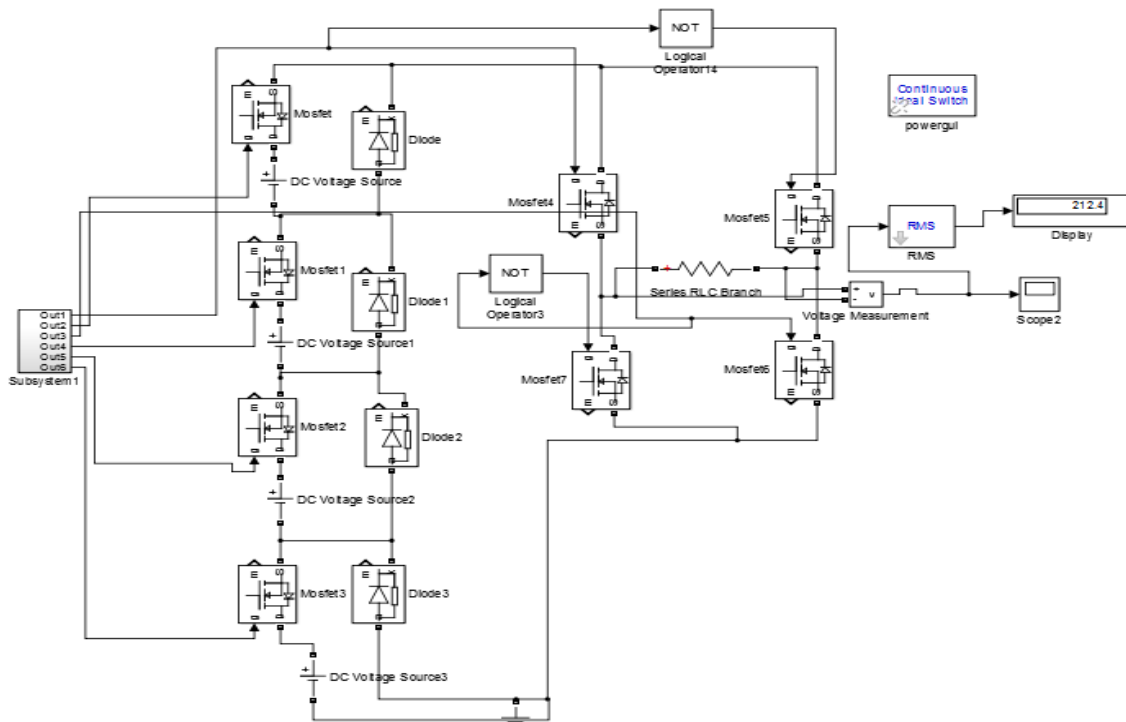 NOT
Logical
Operator14
Continuous
Ideal Switch
powergui
Mosfet
Diode
DC Voltage Source
Mosfet4
Mosfet5
212.4
Display
RMS
RMS
Mosfet1
Diode1
NOT
Logical
Operator3
Series RLC Branch
+
-
v
Voltage Measurement
Scope2
Out1
Out2
Out3
Out4
Out5
Out6
Subsystem1
DC Voltage Source1
Mosfet7
Mosfet6
Mosfet2
Diode2
DC Voltage Source2
Mosfet3
Diode3
DC Voltage Source3